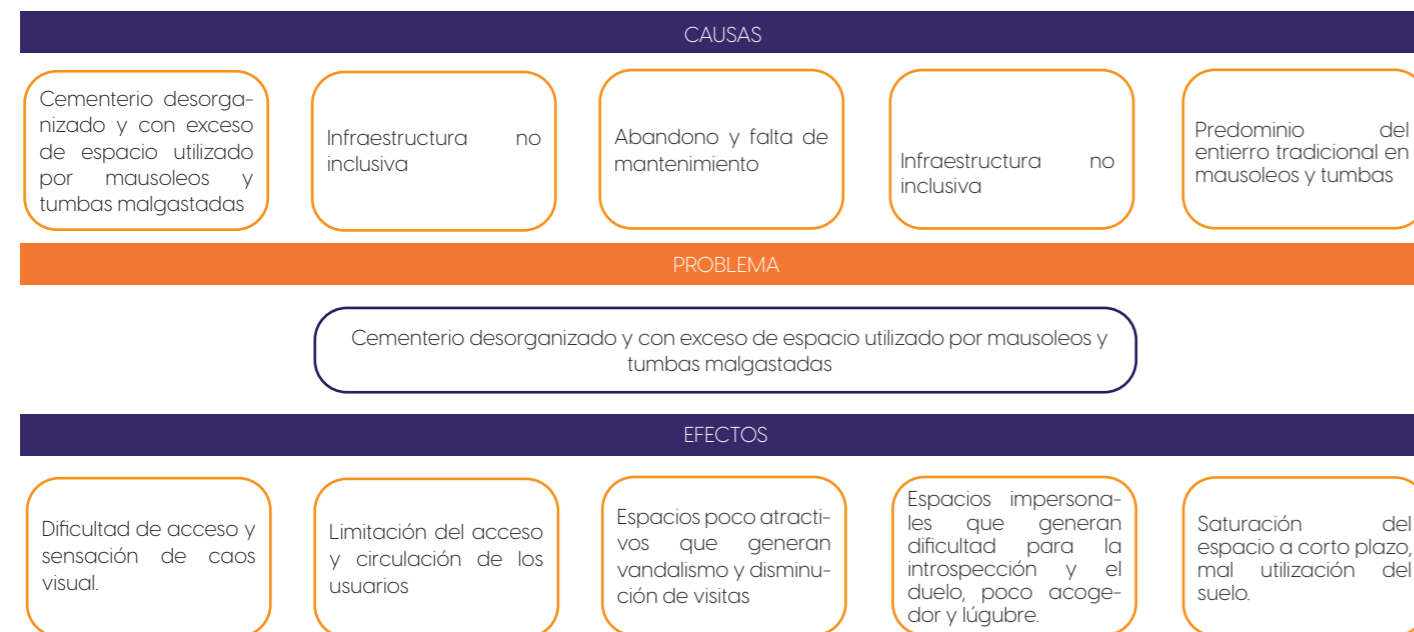 CAUSAS
Cementerio desorga-
nizado y con exceso
de espacio utilizado
por mausoleos y
tumbas malgastadas
Infraestructura no
inclusiva
Abandono y falta de
mantenimiento
Infraestructura no
inclusiva
Predominio del
entierro tradicional en
mausoleos y tumbas
PROBLEMA
Cementerio desorganizado y con exceso de espacio utilizado por mausoleos y
tumbas malgastadas
EFECTOS
Dificultad de acceso y
sensación de caos
visual.
Limitación del acceso
y circulación de los
usuarios
Espacios poco atracti-
vos que generan
vandalismo y disminu-
ción de visitas
Espacios impersona-
les que generan
dificultad para la
introspección y el
duelo, poco acoge-
dor y lúgubre.
Saturación del
espacio a corto plazo,
mal utilización del
suelo.